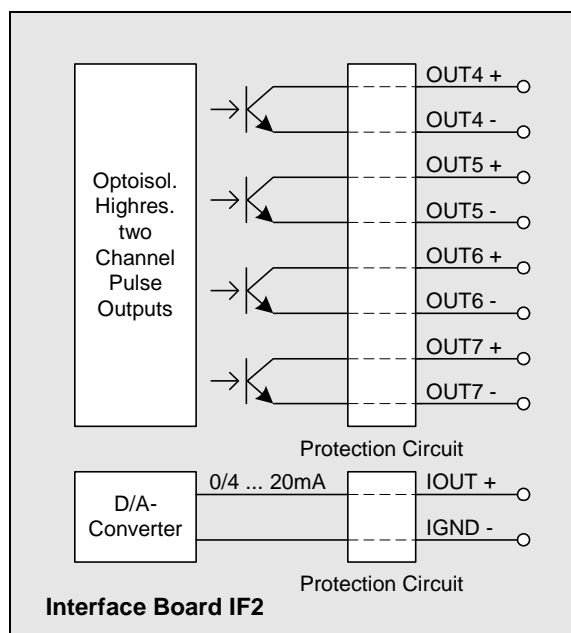 OUT4 +
OUT4 -
OUT5 +
OUT5 -
OUT6 +
OUT6 -
OUT7 +
OUT7 -
Optoisol.
Highres.
two
Channel
Pulse
Outputs
Protection Circuit
D/A-
Converter
0/4 ... 20mA
IOUT +
IGND -
Protection Circuit
Interface Board IF2